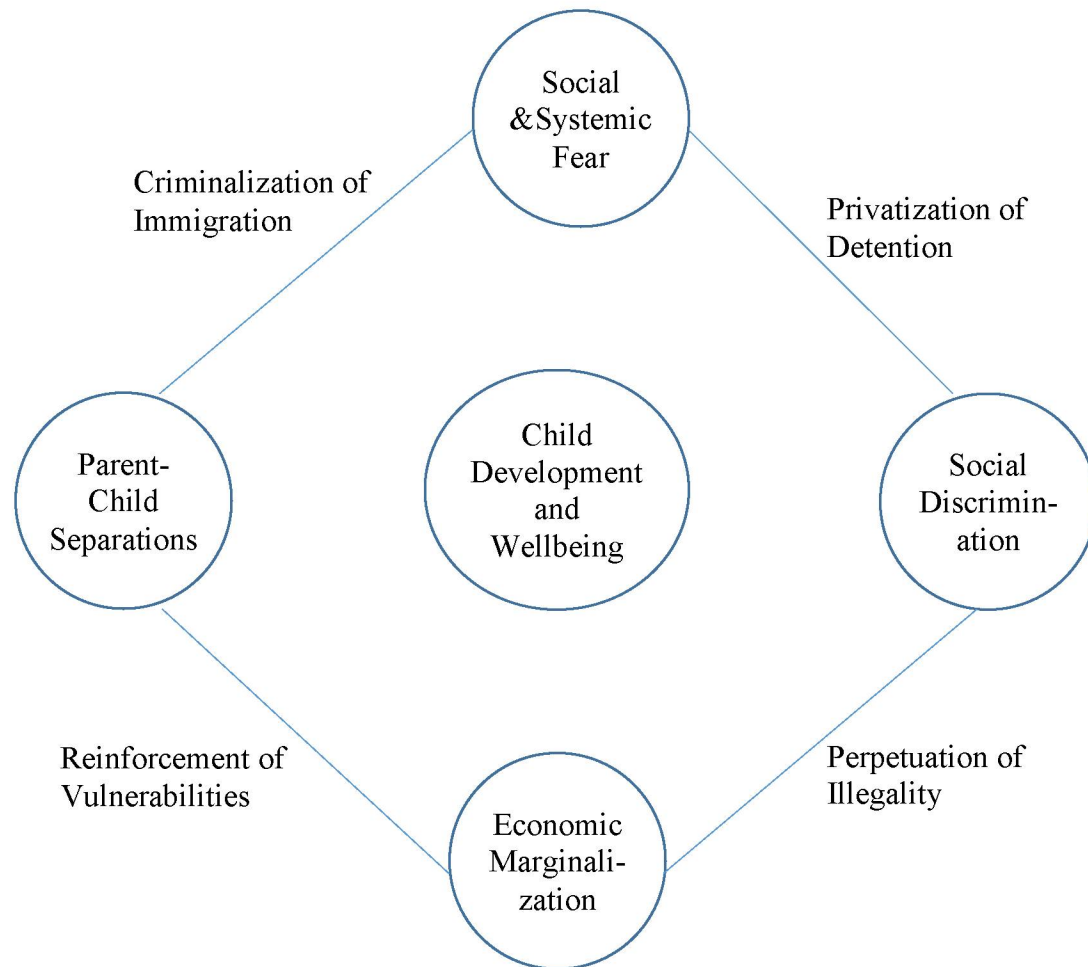 Social
&Systemic
Fear
Criminalization of
Immigration
Privatization of
Detention
Parent-
Child
Separations
Child
Development
and
Wellbeing
Social
Discrimin-
ation
Reinforcement of
Vulnerabilities
Perpetuation of
Illegality
Economic
Marginali-
zation